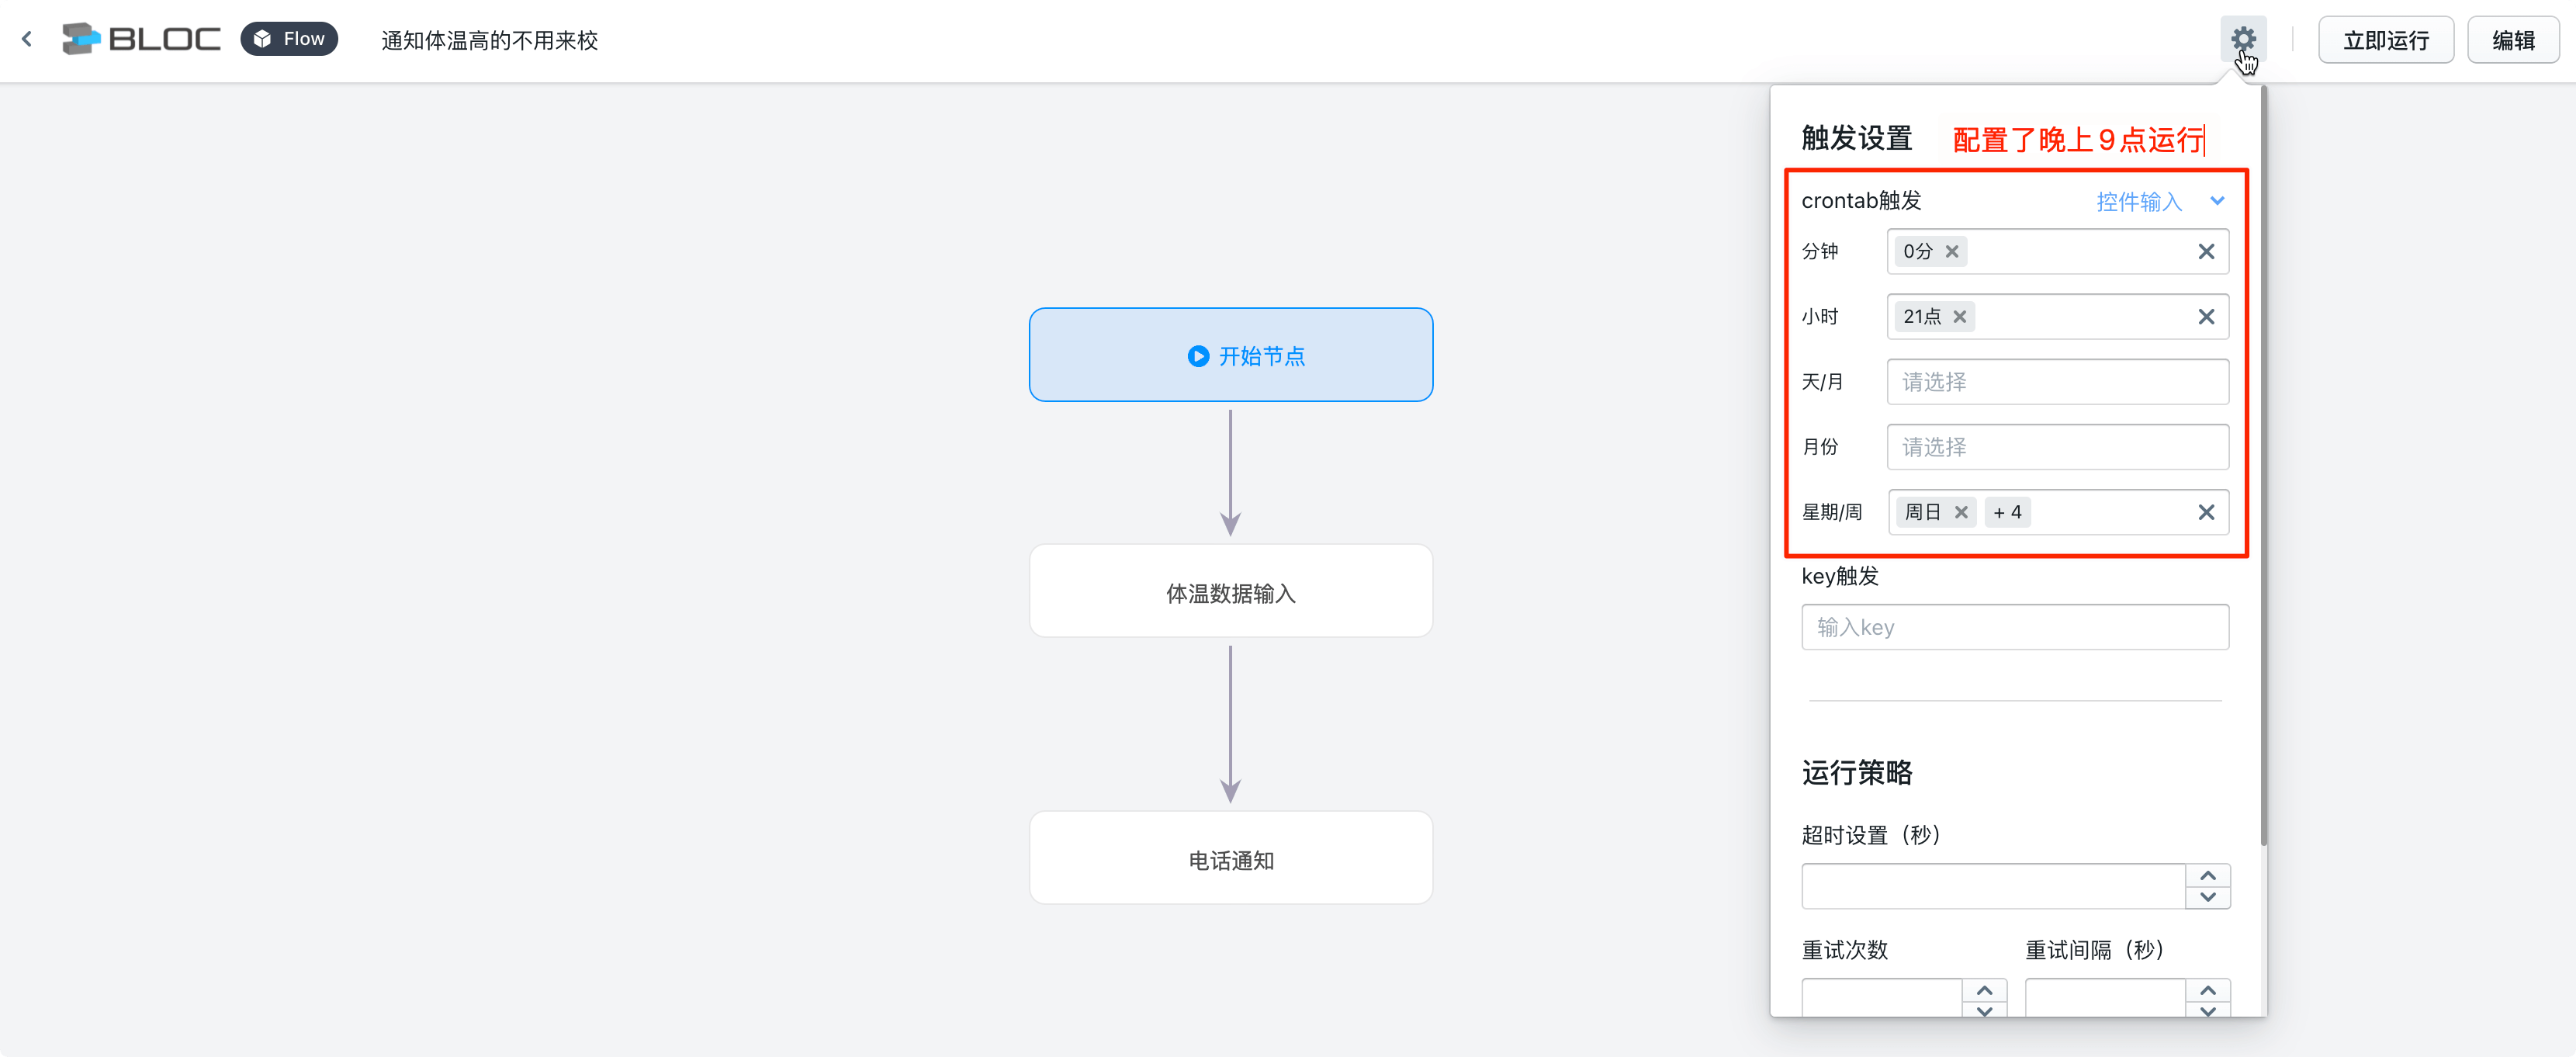 BLOC Flow 通知体温高的不用来校 立即运行 编辑
开始节点
体温数据输入
电话通知
触发设置 配置了晚上9点运行
crontab触发 控件输入
分钟 0分
小时 21点
天/月 请选择
月份 请选择
星期/周 周日 + 4
key触发
输入key
运行策略
超时设置（秒）
重试次数 重试间隔（秒）